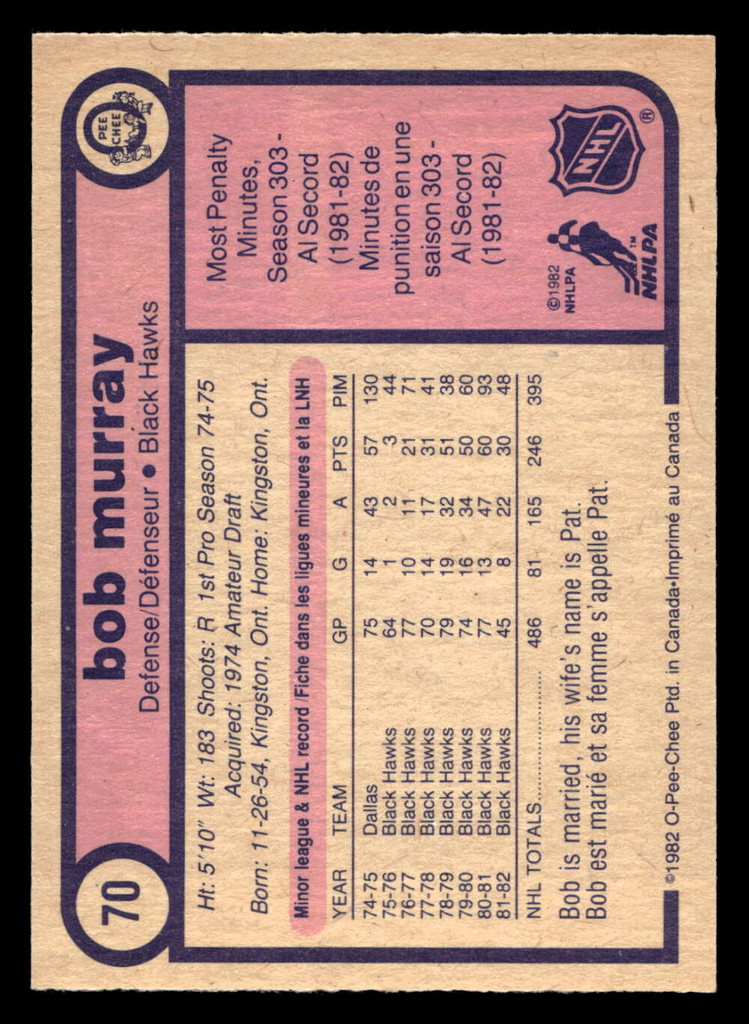 70
bob murray
Defense/Défenseur • Black Hawks
PEE
CHEE
Ht: 5'10" Wt: 183 Shoots: R 1st Pro Season 74-75
Acquired: 1974 Amateur Draft
Born: 11-26-54, Kingston, Ont. Home: Kingston, Ont.
Minor league & NHL record/Fiche dans les ligues mineures et la LNH
YEAR TEAM GP G A PTS PIM
74-75 Dallas 75 14 43 57 130
75-76 Black Hawks 64 1 2 3 44
76-77 Black Hawks 77 10 11 21 71
77-78 Black Hawks 70 14 17 31 41
78-79 Black Hawks 79 19 32 51 38
79-80 Black Hawks 74 16 34 50 60
80-81 Black Hawks 77 13 47 60 93
81-82 Black Hawks 45 8 22 30 48
NHL TOTALS.................... 486 81 165 246 395
Bob is married, his wife's name is Pat.
Bob est marié et sa femme s'appelle Pat.
Most Penalty
Minutes,
Season 303 -
Al Secord
(1981-82)
Minutes de
punition en une
saison 303 -
Al Secord
(1981-82)
©1982
NHLPA
NHL
®
NHLPA
TM
©1982 O-Pee-Chee Ptd. in Canada•Imprimé au Canada